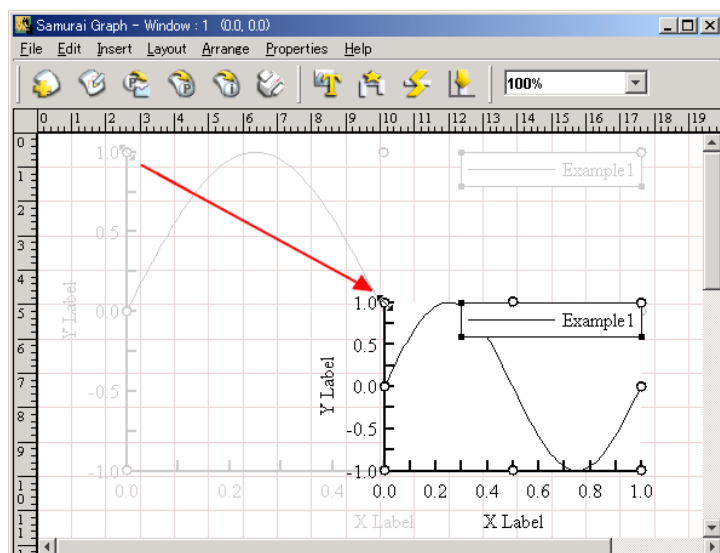 Samurai Graph - Window : 1 (0.0, 0.0)
File Edit Insert Layout Arrange Properties Help
P P I T 100%
0 1 2 3 4 5 6 7 8 9 10 11 12 13 14 15 16 17 19
0
1
2
3
4
5
6
7
8
9
10
11
1.0
0.5
0.0
-0.5
-1.0
Y Label
0.0 0.2 0.4
X Label
Example1
1.0
0.5
0.0
-0.5
-1.0
Y Label
Example1
0.0 0.2 0.4 0.6 0.8 1.0
X Label